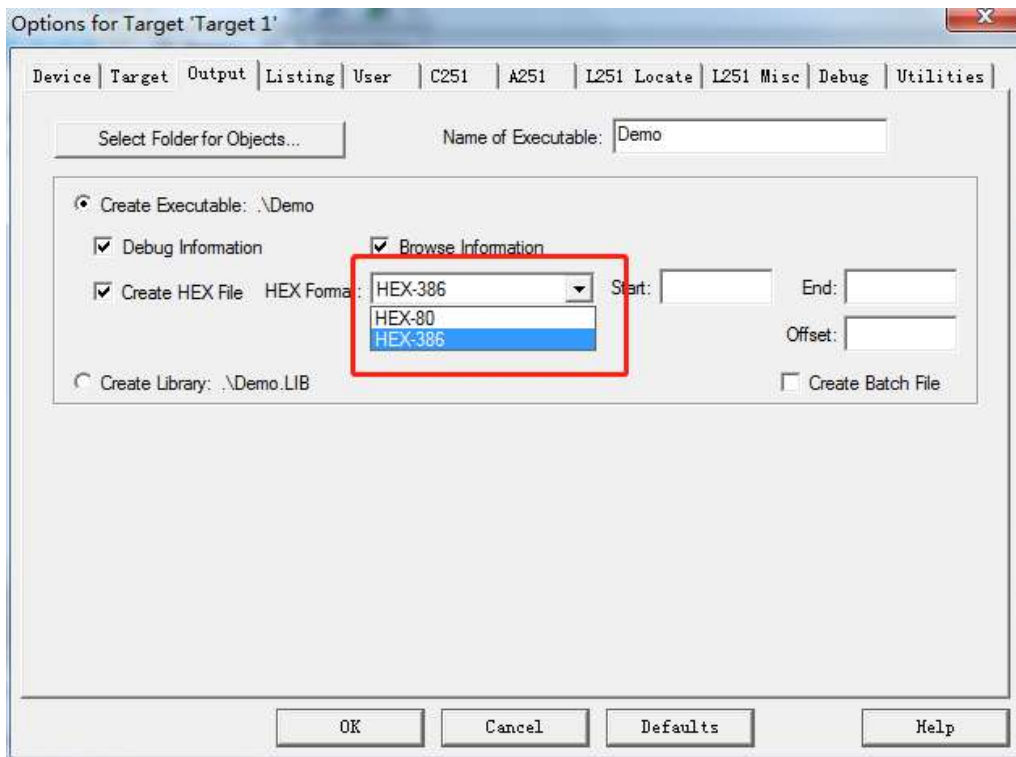 Options for Target 'Target 1'
Device Target Output Listing User C251 A251 L251 Locate L251 Misc Debug Utilities
Select Folder for Objects... Name of Executable: Demo
Create Executable: .\Demo
Debug Information Browse Information
Create HEX File HEX Format: HEX-386 Start: End:
HEX-80
HEX-386 Offset:
Create Library: .\Demo.LIB Create Batch File
OK Cancel Defaults Help